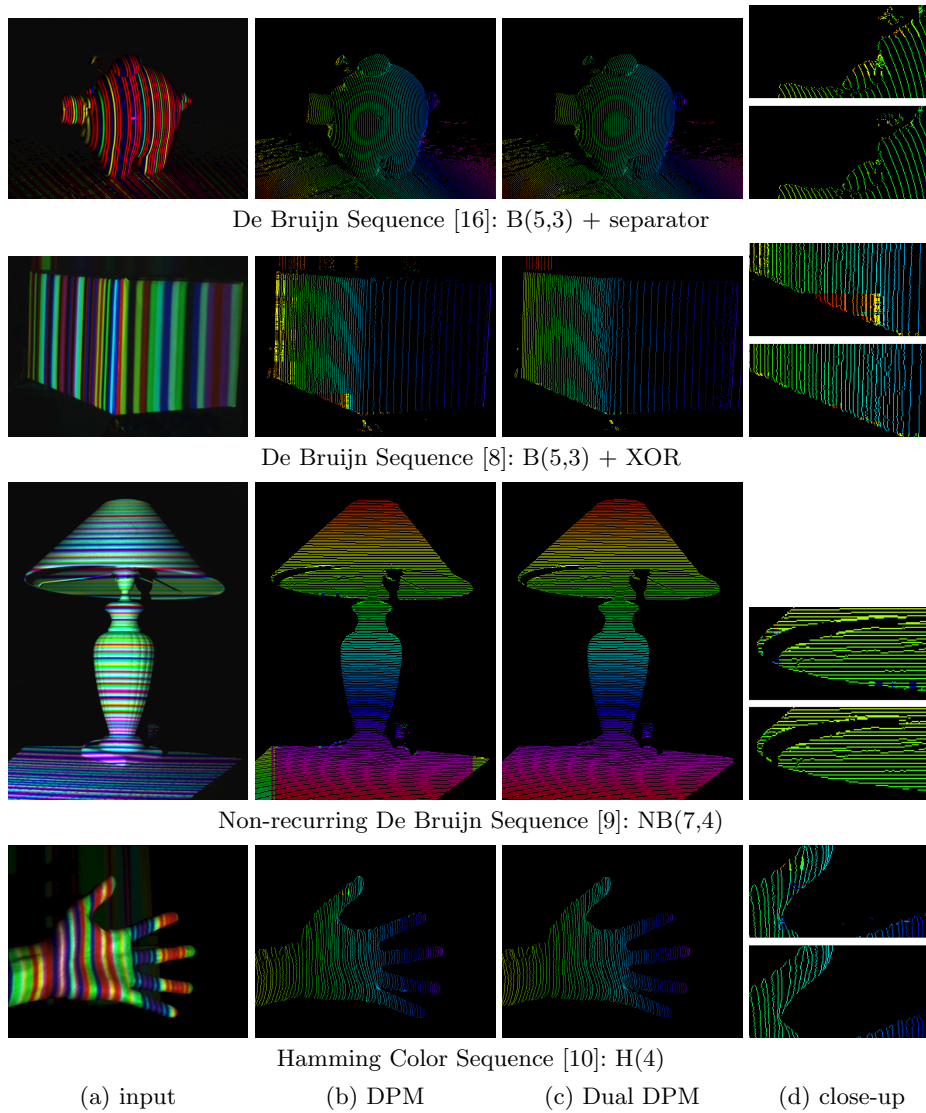 De Bruijn Sequence [16]: B(5,3) + separator
De Bruijn Sequence [8]: B(5,3) + XOR
Non-recurring De Bruijn Sequence [9]: NB(7,4)
Hamming Color Sequence [10]: H(4)
(a) input
(b) DPM
(c) Dual DPM
(d) close-up